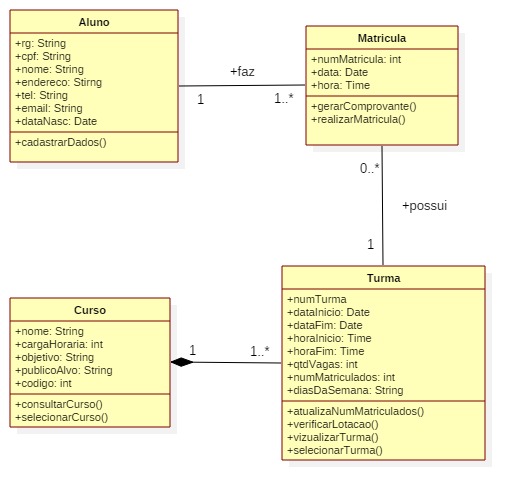 Aluno
+rg: String
+cpf: String
+nome: String
+endereco: Stirng
+tel: String
+email: String
+dataNasc: Date
+cadastrarDados()
+faz
1
1..*
Matricula
+numMatricula: int
+data: Date
+hora: Time
+gerarComprovante()
+realizarMatricula()
0..*
+possui
1
Curso
+nome: String
+cargaHoraria: int
+objetivo: String
+publicoAlvo: String
+codigo: int
+consultarCurso()
+selecionarCurso()
1
1..*
Turma
+numTurma
+dataInicio: Date
+dataFim: Date
+horaInicio: Time
+horaFim: Time
+qtdVagas: int
+numMatriculados: int
+diasDaSemana: String
+atualizaNumMatriculados()
+verificarLotacao()
+vizualizarTurma()
+selecionarTurma()